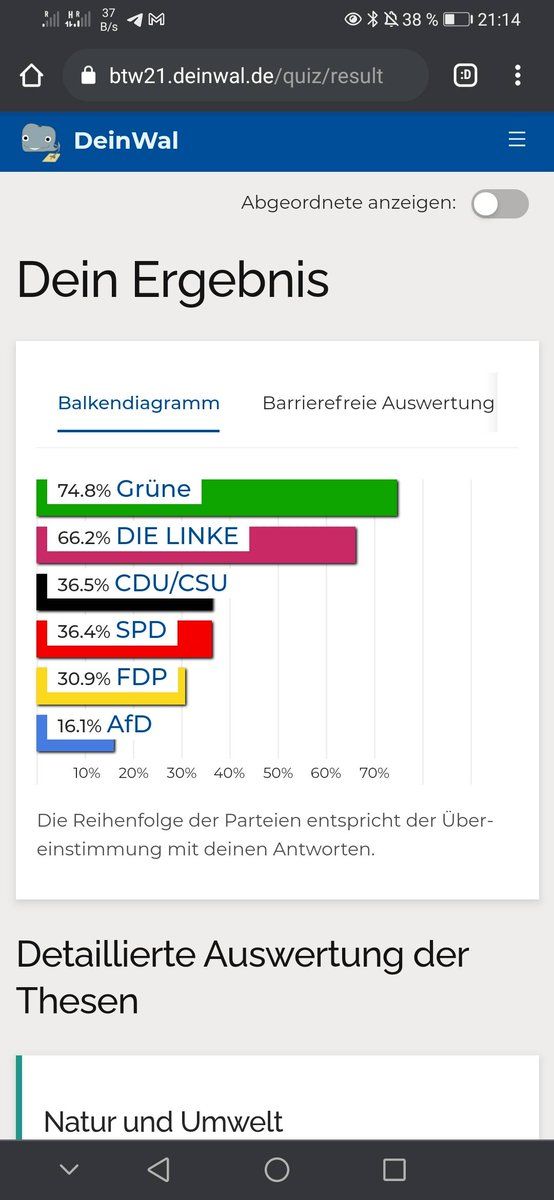 R
H R
37
B/s
38 %
21:14
btw21.deinwal.de/quiz/result
:D
DeinWal
Abgeordnete anzeigen:
Dein Ergebnis
Balkendiagramm
Barrierefreie Auswertung
74.8% Grüne
66.2% DIE LINKE
36.5% CDU/CSU
36.4% SPD
30.9% FDP
16.1% AfD
10% 20% 30% 40% 50% 60% 70%
Die Reihenfolge der Parteien entspricht der Über-
einstimmung mit deinen Antworten.
Detaillierte Auswertung der
Thesen
Natur und Umwelt